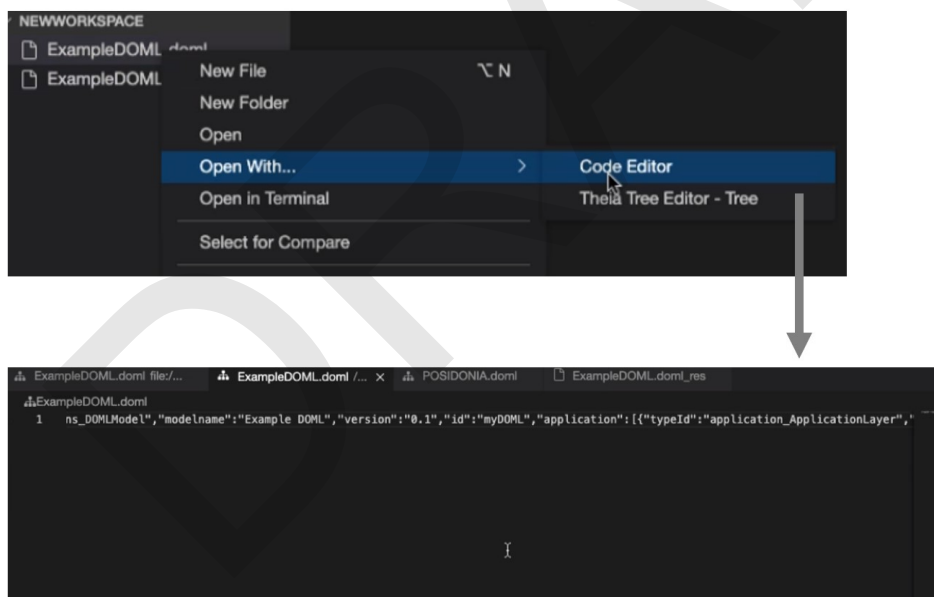 NEWWORKSPACE
ExampleDOML.doml
ExampleDOML
New File ⌥ N
New Folder
Open
Open With... >
Code Editor
Open in Terminal
Theia Tree Editor - Tree
Select for Compare
ExampleDOML.doml file:/... ExampleDOML.doml /... × POSIDONIA.doml ExampleDOML.doml_res
ExampleDOML.doml
1 ns_DOMLModel","modelname":"Example DOML","version":"0.1","id":"myDOML","application":[{"typeId":"application_ApplicationLayer","